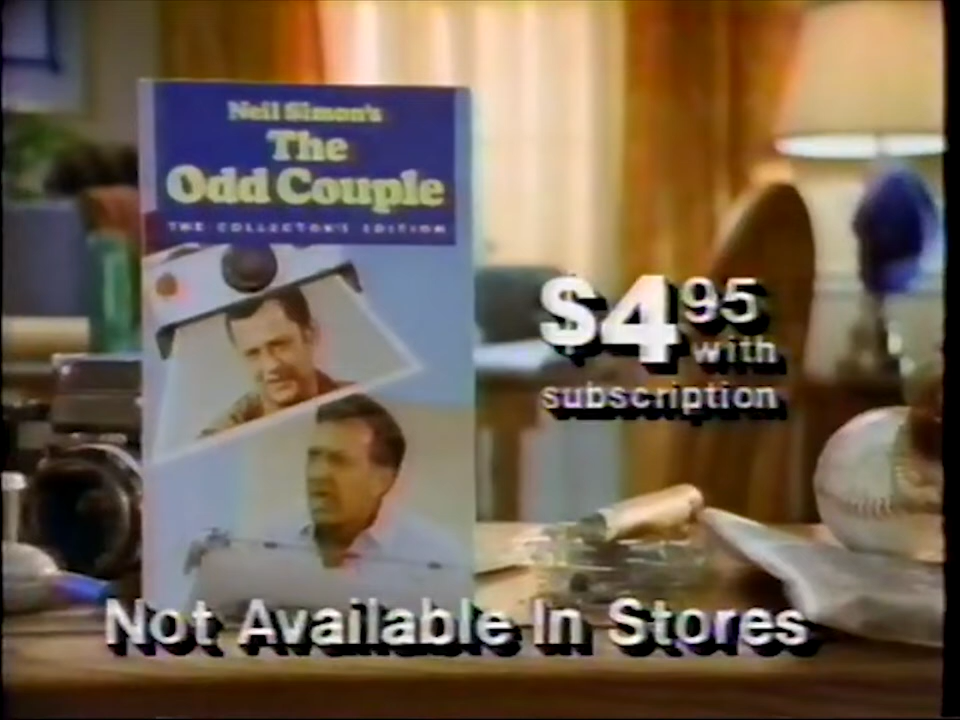 Neil Simon's
The
Odd Couple
THE COLLECTOR'S EDITION
$4 95
with
subscription
Not Available In Stores